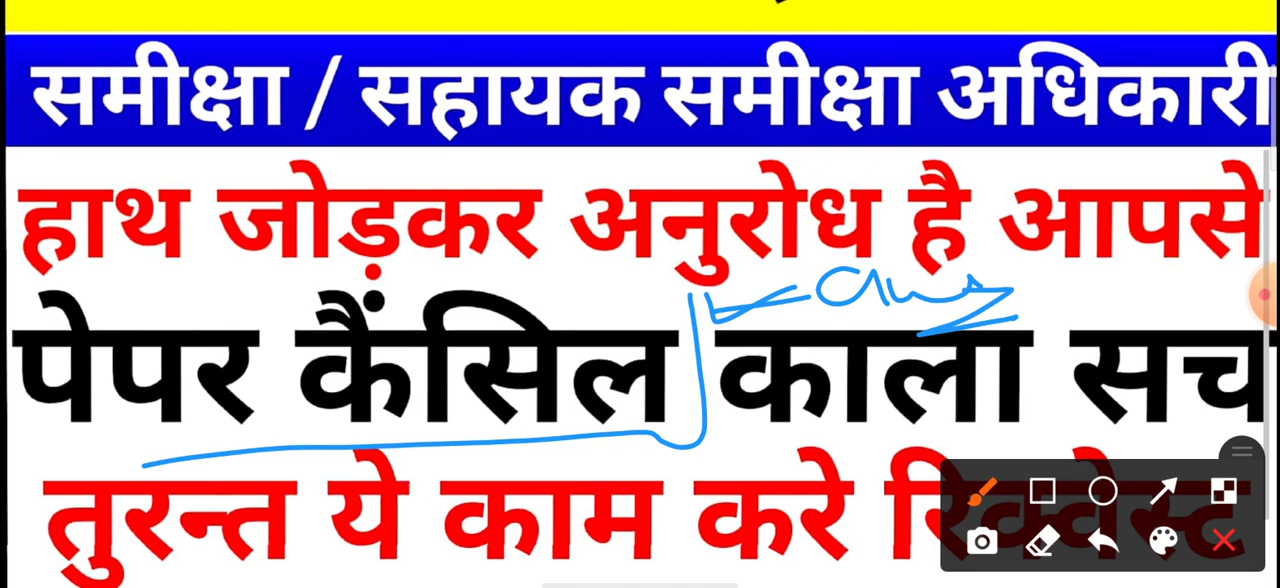 समीक्षा / सहायक समीक्षा अधिकारी
हाथ जोड़कर अनुरोध है आपसे
पेपर कैंसिल काला सच
तुरन्त ये काम करे रिक्वेस्ट